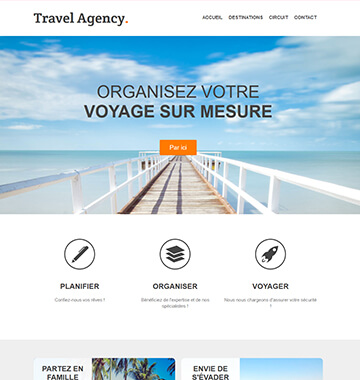 Travel Agency.
ACCUEIL DESTINATIONS CIRCUIT CONTACT
ORGANISEZ VOTRE
VOYAGE SUR MESURE
Par ici
PLANIFIER
Confiez-nous vos rêves !
ORGANISER
Bénéficiez de l'expertise et de nos
spécialistes !
VOYAGER
Nous nous chargeons d'assurer votre sécurité
!
PARTEZ EN
FAMILLE
ENVIE DE
S'ÉVADER